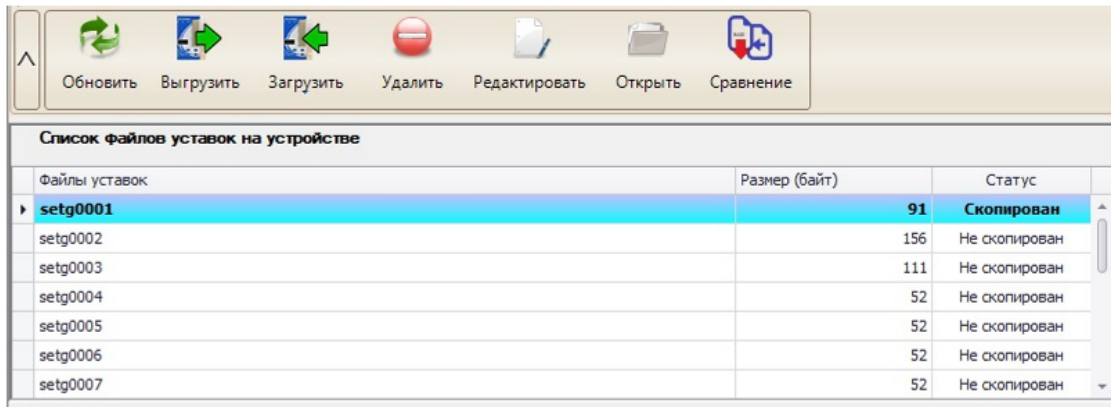 Обновить Выгрузить Загрузить Удалить Редактировать Открыть Сравнение
Список файлов уставок на устройстве
Файлы уставок Размер (байт) Статус
setg0001 91 Скопирован
setg0002 156 Не скопирован
setg0003 111 Не скопирован
setg0004 52 Не скопирован
setg0005 52 Не скопирован
setg0006 52 Не скопирован
setg0007 52 Не скопирован